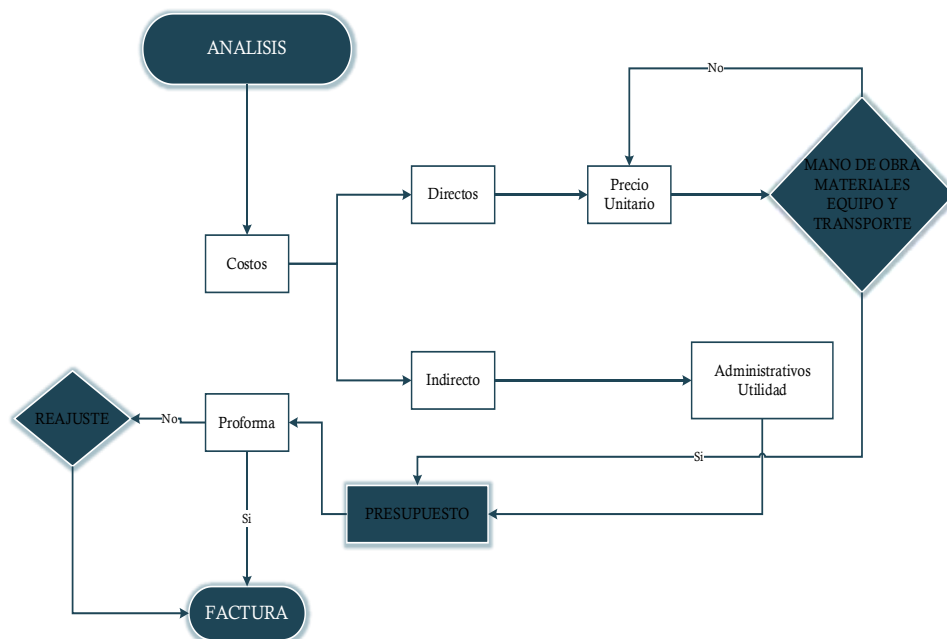 ANALISIS
No
Directos
Precio
Unitario
MANO DE OBRA
MATERIALES
EQUIPO Y
TRANSPORTE
Costos
Indirecto
Administrativos
Utilidad
REAJUSTE
No
Proforma
Si
PRESUPUESTO
Si
FACTURA